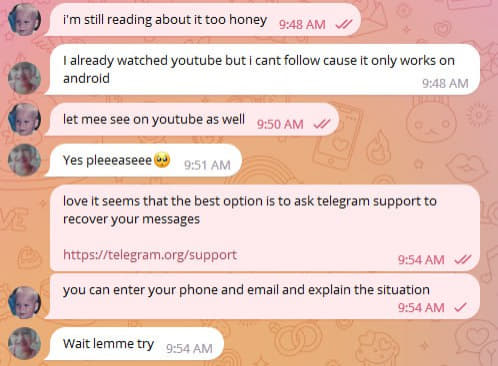 i'm still reading about it too honey 9:48 AM
I already watched youtube but i cant follow cause it only works on
android
9:48 AM
let mee see on youtube as well 9:50 AM
Yes pleeeaseee🥺 9:51 AM
love it seems that the best option is to ask telegram support to
recover your messages
https://telegram.org/support
9:54 AM
you can enter your phone and email and explain the situation
9:54 AM
Wait lemme try 9:54 AM